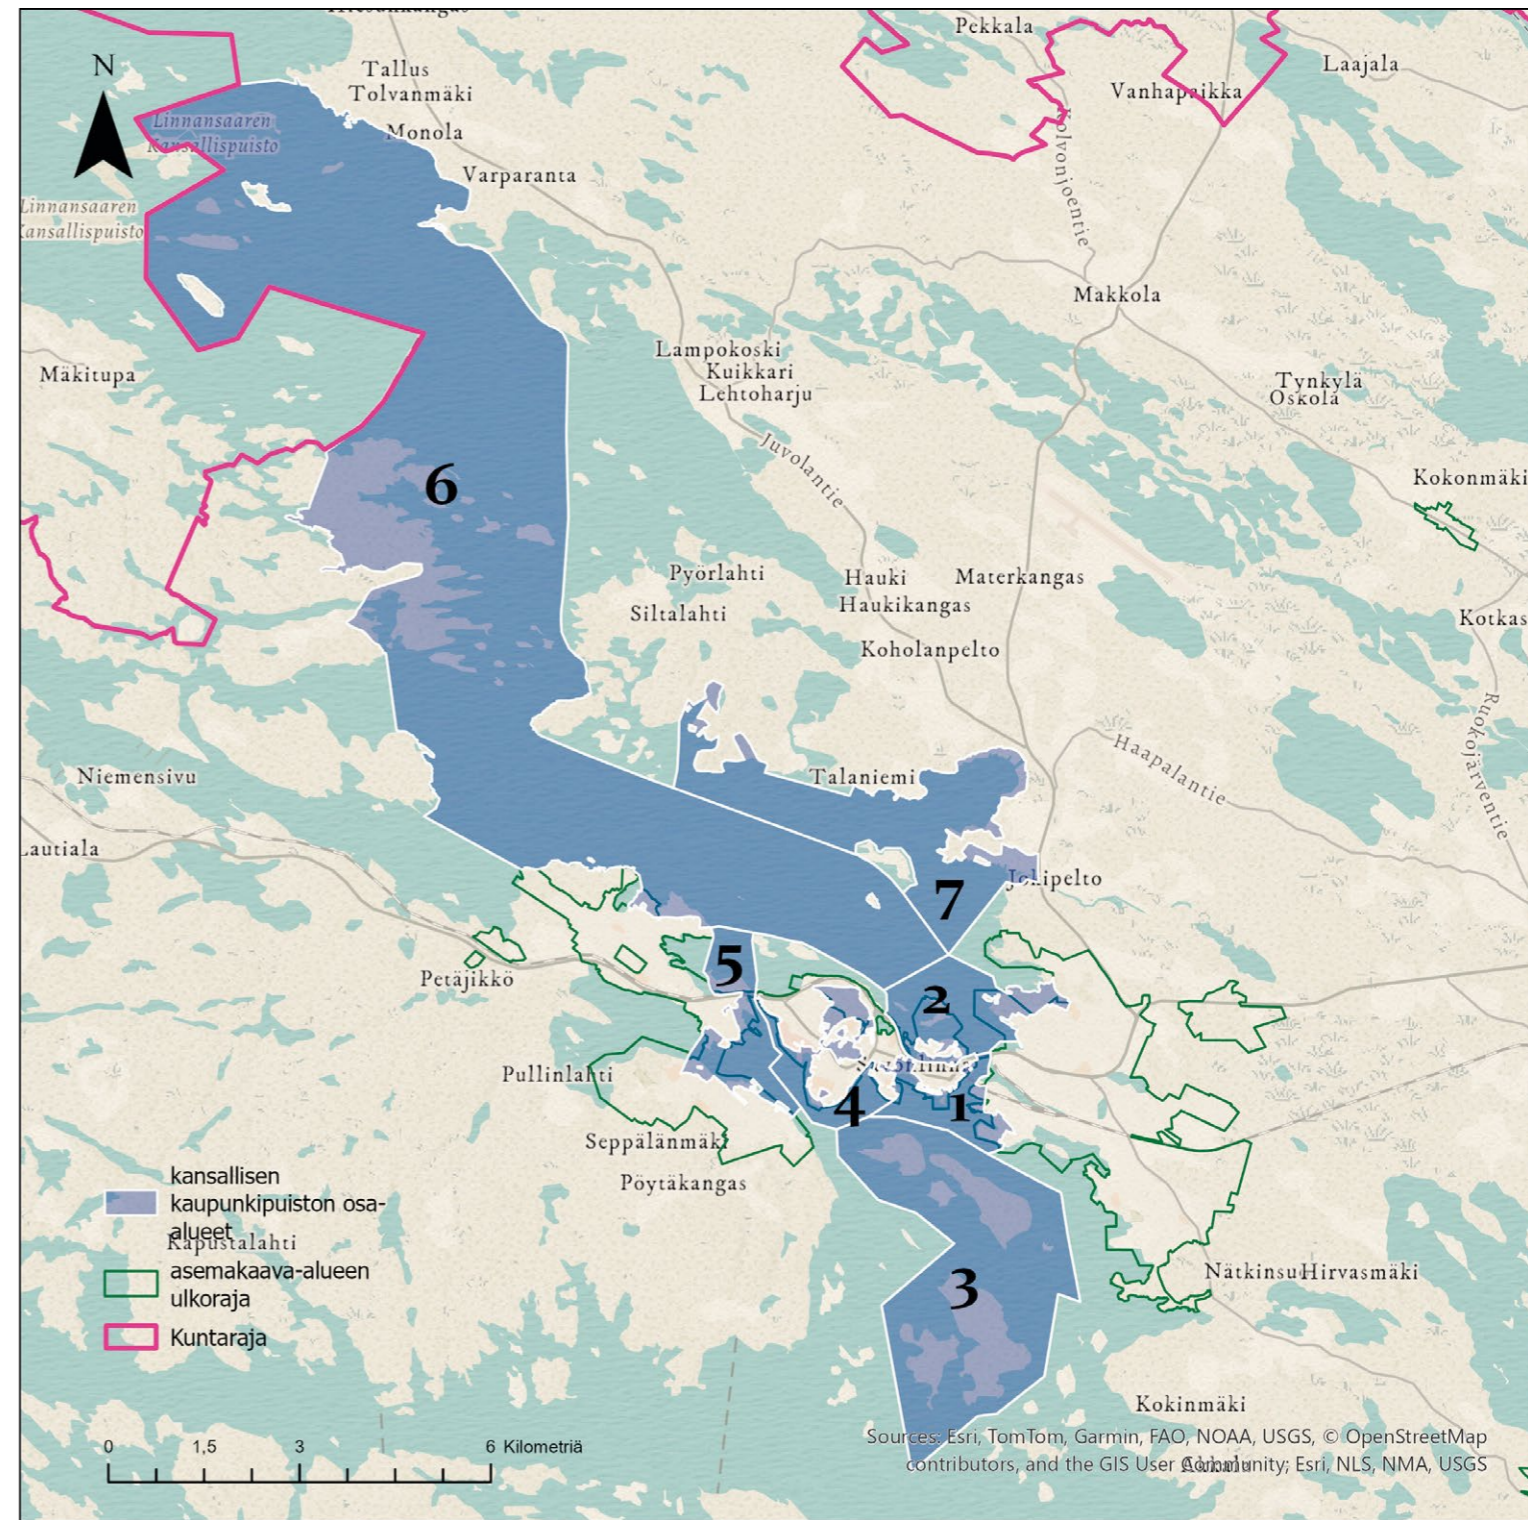 Pekkala
N
Tallus
Tolvanmäki
Laajala
Vanhapaikka
Linnansaaren
Kansallispuisto
Monola
Kolvonjoentie
Varparanta
Linnansaaren
Kansallispuisto
Makkola
Lampokoski
Kuikkari
Lehtoharju
Mäkitupa
Tynkylä
Oskola
Juvolantie
Kokonmäki
6
Pyörlahti
Hauki
Materkangas
Haukikangas
Siltalahti
Kotkas
Koholanpelto
Ruokojärventie
Haapalantie
Niemensivu
Talaniemi
Lautiala
Jokipelto
7
5
Petäjikkö
2
Pullinlahti
Savonlinna
4
1
Seppälänmäki
Pöytäkangas
kansallisen
kaupunkipuiston osa-
alueet
Kapustalahti
asemakaava-alueen
ulkoraja
Kuntaraja
3
Nätkinsu
Hirvasmäki
Kokinmäki
0 1,5 3 6 Kilometriä
Sources: Esri, TomTom, Garmin, FAO, NOAA, USGS, © OpenStreetMap
contributors, and the GIS User Community; Esri, NLS, NMA, USGS